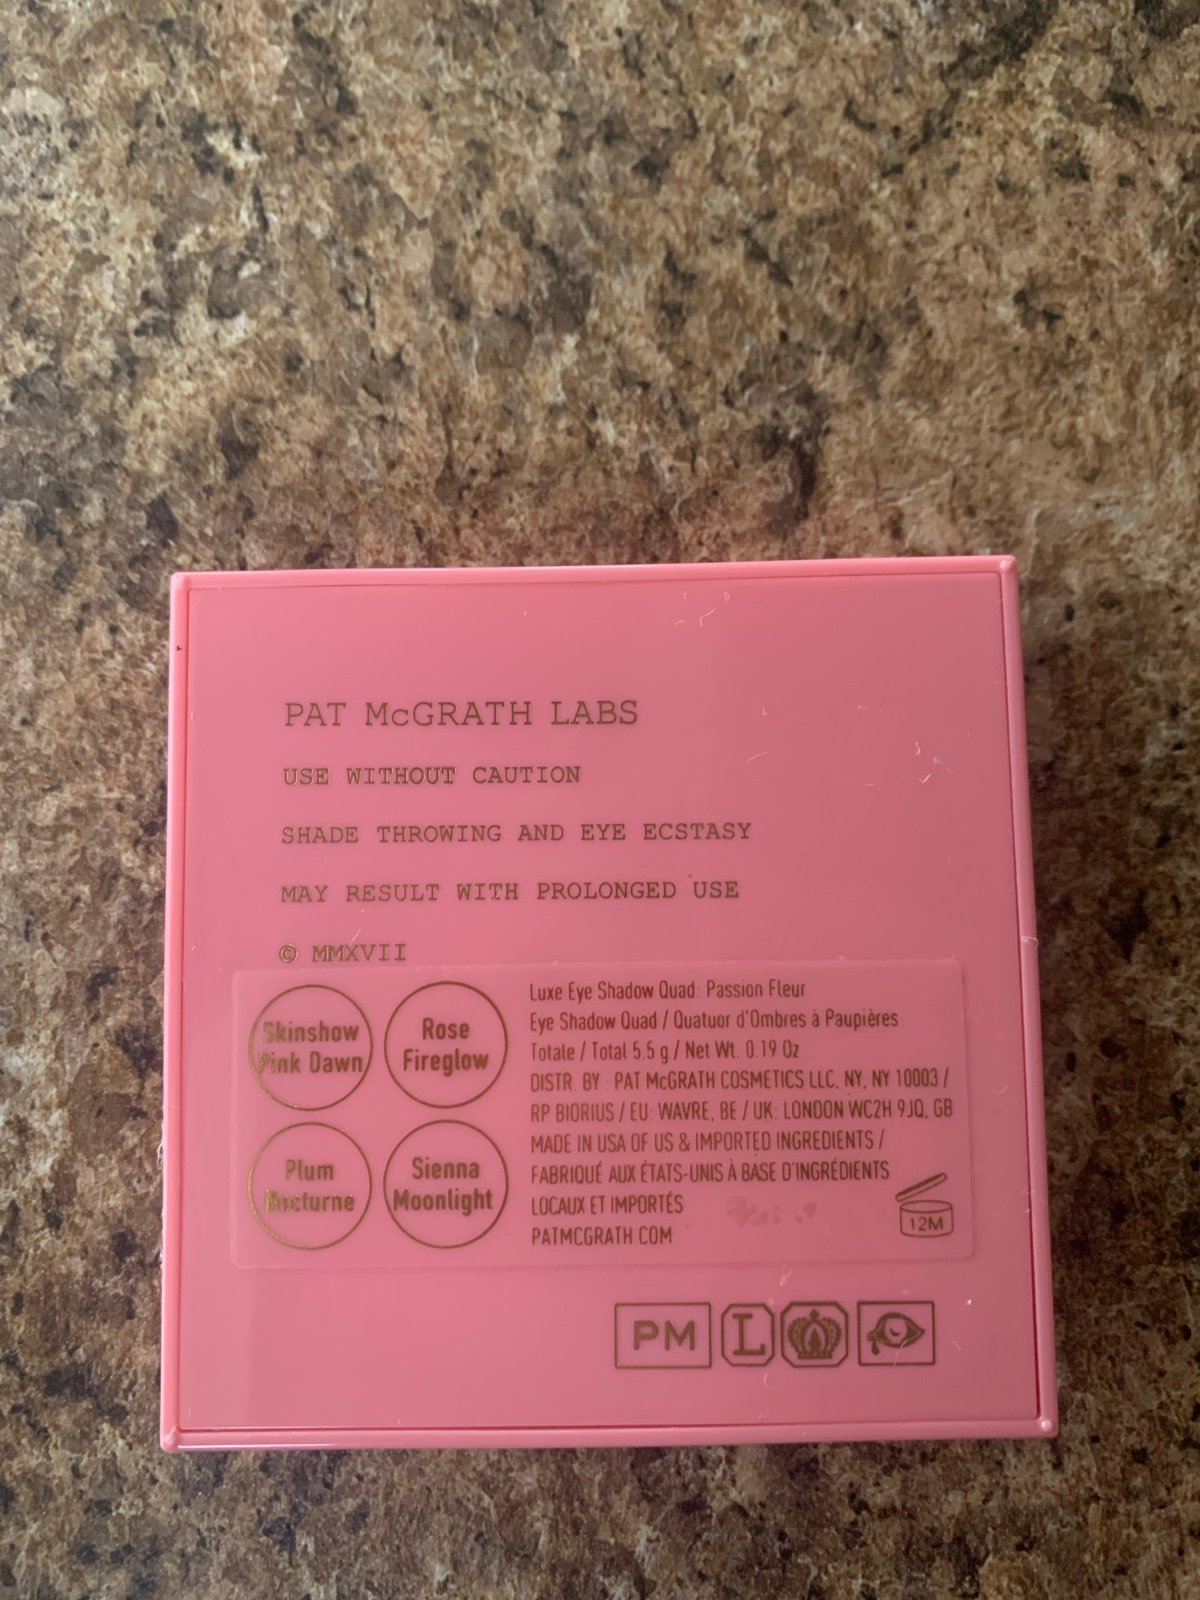 PAT McGRATH LABS
USE WITHOUT CAUTION
SHADE THROWING AND EYE ECSTASY
MAY RESULT WITH PROLONGED USE
© MMXVII
Skinshow
Pink Dawn
Rose
Fireglow
Plum
Nocturne
Sienna
Moonlight
Luxe Eye Shadow Quad: Passion Fleur
Eye Shadow Quad / Quatuor d'Ombres à Paupières
Totale / Total 5.5 g / Net Wt. 0.19 Oz
DISTR. BY : PAT McGRATH COSMETICS LLC, NY, NY 10003 /
RP BIORIUS / EU: WAVRE, BE / UK: LONDON WC2H 9JQ, GB
MADE IN USA OF US & IMPORTED INGREDIENTS /
FABRIQUÉ AUX ÉTATS-UNIS À BASE D'INGRÉDIENTS
LOCAUX ET IMPORTÉS
PATMCGRATH.COM
12M
PM L